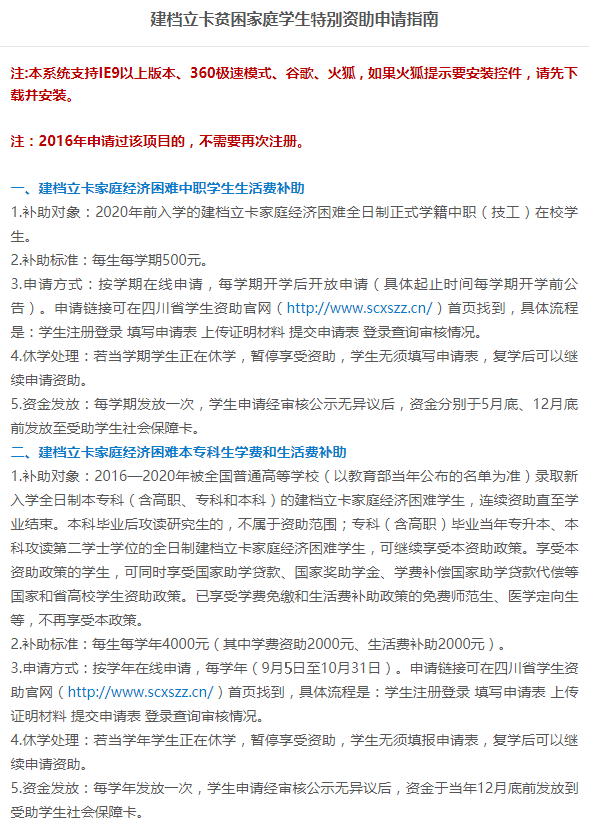 建档立卡贫困家庭学生特别资助申请指南
注:本系统支持IE9以上版本、360极速模式、谷歌、火狐，如果火狐提示要安装控件，请先下
载并安装。
注：2016年申请过该项目的，不需要再次注册。
一、建档立卡家庭经济困难中职学生生活费补助
1.补助对象：2020年前入学的建档立卡家庭经济困难全日制正式学籍中职（技工）在校学
生。
2.补助标准：每生每学期500元。
3.申请方式：按学期在线申请，每学期开学后开放申请（具体起止时间每学期开学前公
告）。申请链接可在四川省学生资助官网（http://www.scxszz.cn/）首页找到，具体流程
是：学生注册登录 填写申请表 上传证明材料 提交申请表 登录查询审核情况。
4.休学处理：若当学期学生正在休学，暂停享受资助，学生无须填写申请表，复学后可以继
续申请资助。
5.资金发放：每学期发放一次，学生申请经审核公示无异议后，资金分别于5月底、12月底
前发放至受助学生社会保障卡。
二、建档立卡家庭经济困难本专科生学费和生活费补助
1.补助对象：2016—2020年被全国普通高等学校（以教育部当年公布的名单为准）录取新
入学全日制本专科（含高职、专科和本科）的建档立卡家庭经济困难学生，连续资助直至学
业结束。本科毕业后攻读研究生的，不属于资助范围；专科（含高职）毕业当年专升本、本
科攻读第二学士学位的全日制建档立卡家庭经济困难学生，可继续享受本资助政策。享受本
资助政策的学生，可同时享受国家助学贷款、国家奖助学金、学费补偿国家助学贷款代偿等
国家和省高校学生资助政策。已享受学费免缴和生活费补助政策的免费师范生、医学定向生
等，不再享受本政策。
2.补助标准：每生每学年4000元（其中学费资助2000元、生活费补助2000元）。
3.申请方式：按学年在线申请，每学年（9月5日至10月31日）。申请链接可在四川省学生资
助官网（http://www.scxszz.cn/）首页找到，具体流程是：学生注册登录 填写申请表 上传
证明材料 提交申请表 登录查询审核情况。
4.休学处理：若当学年学生正在休学，暂停享受资助，学生无须填报申请表，复学后可以继
续申请资助。
5.资金发放：每学年发放一次，学生申请经审核公示无异议后，资金于当年12月底前发放到
受助学生社会保障卡。